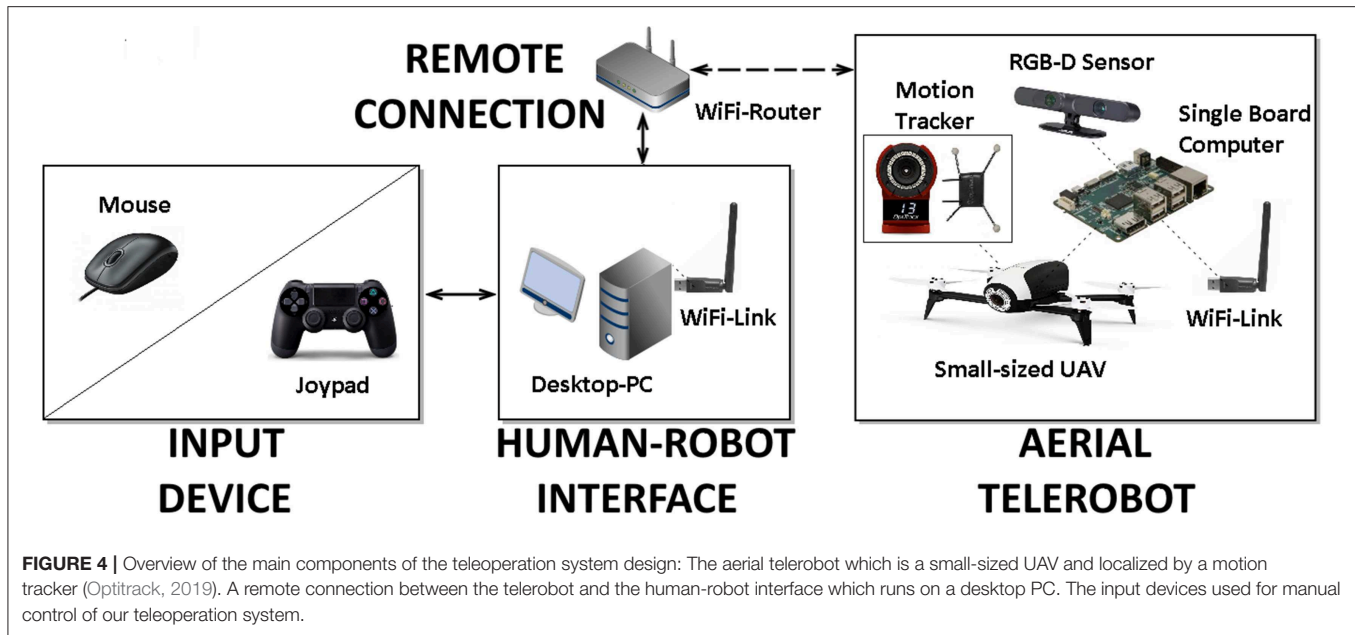 REMOTE
CONNECTION
WiFi-Router
RGB-D Sensor
Motion
Tracker
Single Board
Computer
13
OptiTrack
Mouse
Joypad
WiFi-Link
Desktop-PC
WiFi-Link
Small-sized UAV
INPUT
DEVICE
HUMAN-ROBOT
INTERFACE
AERIAL
TELEROBOT
FIGURE 4 | Overview of the main components of the teleoperation system design: The aerial telerobot which is a small-sized UAV and localized by a motion
tracker (Optitrack, 2019). A remote connection between the telerobot and the human-robot interface which runs on a desktop PC. The input devices used for manual
control of our teleoperation system.